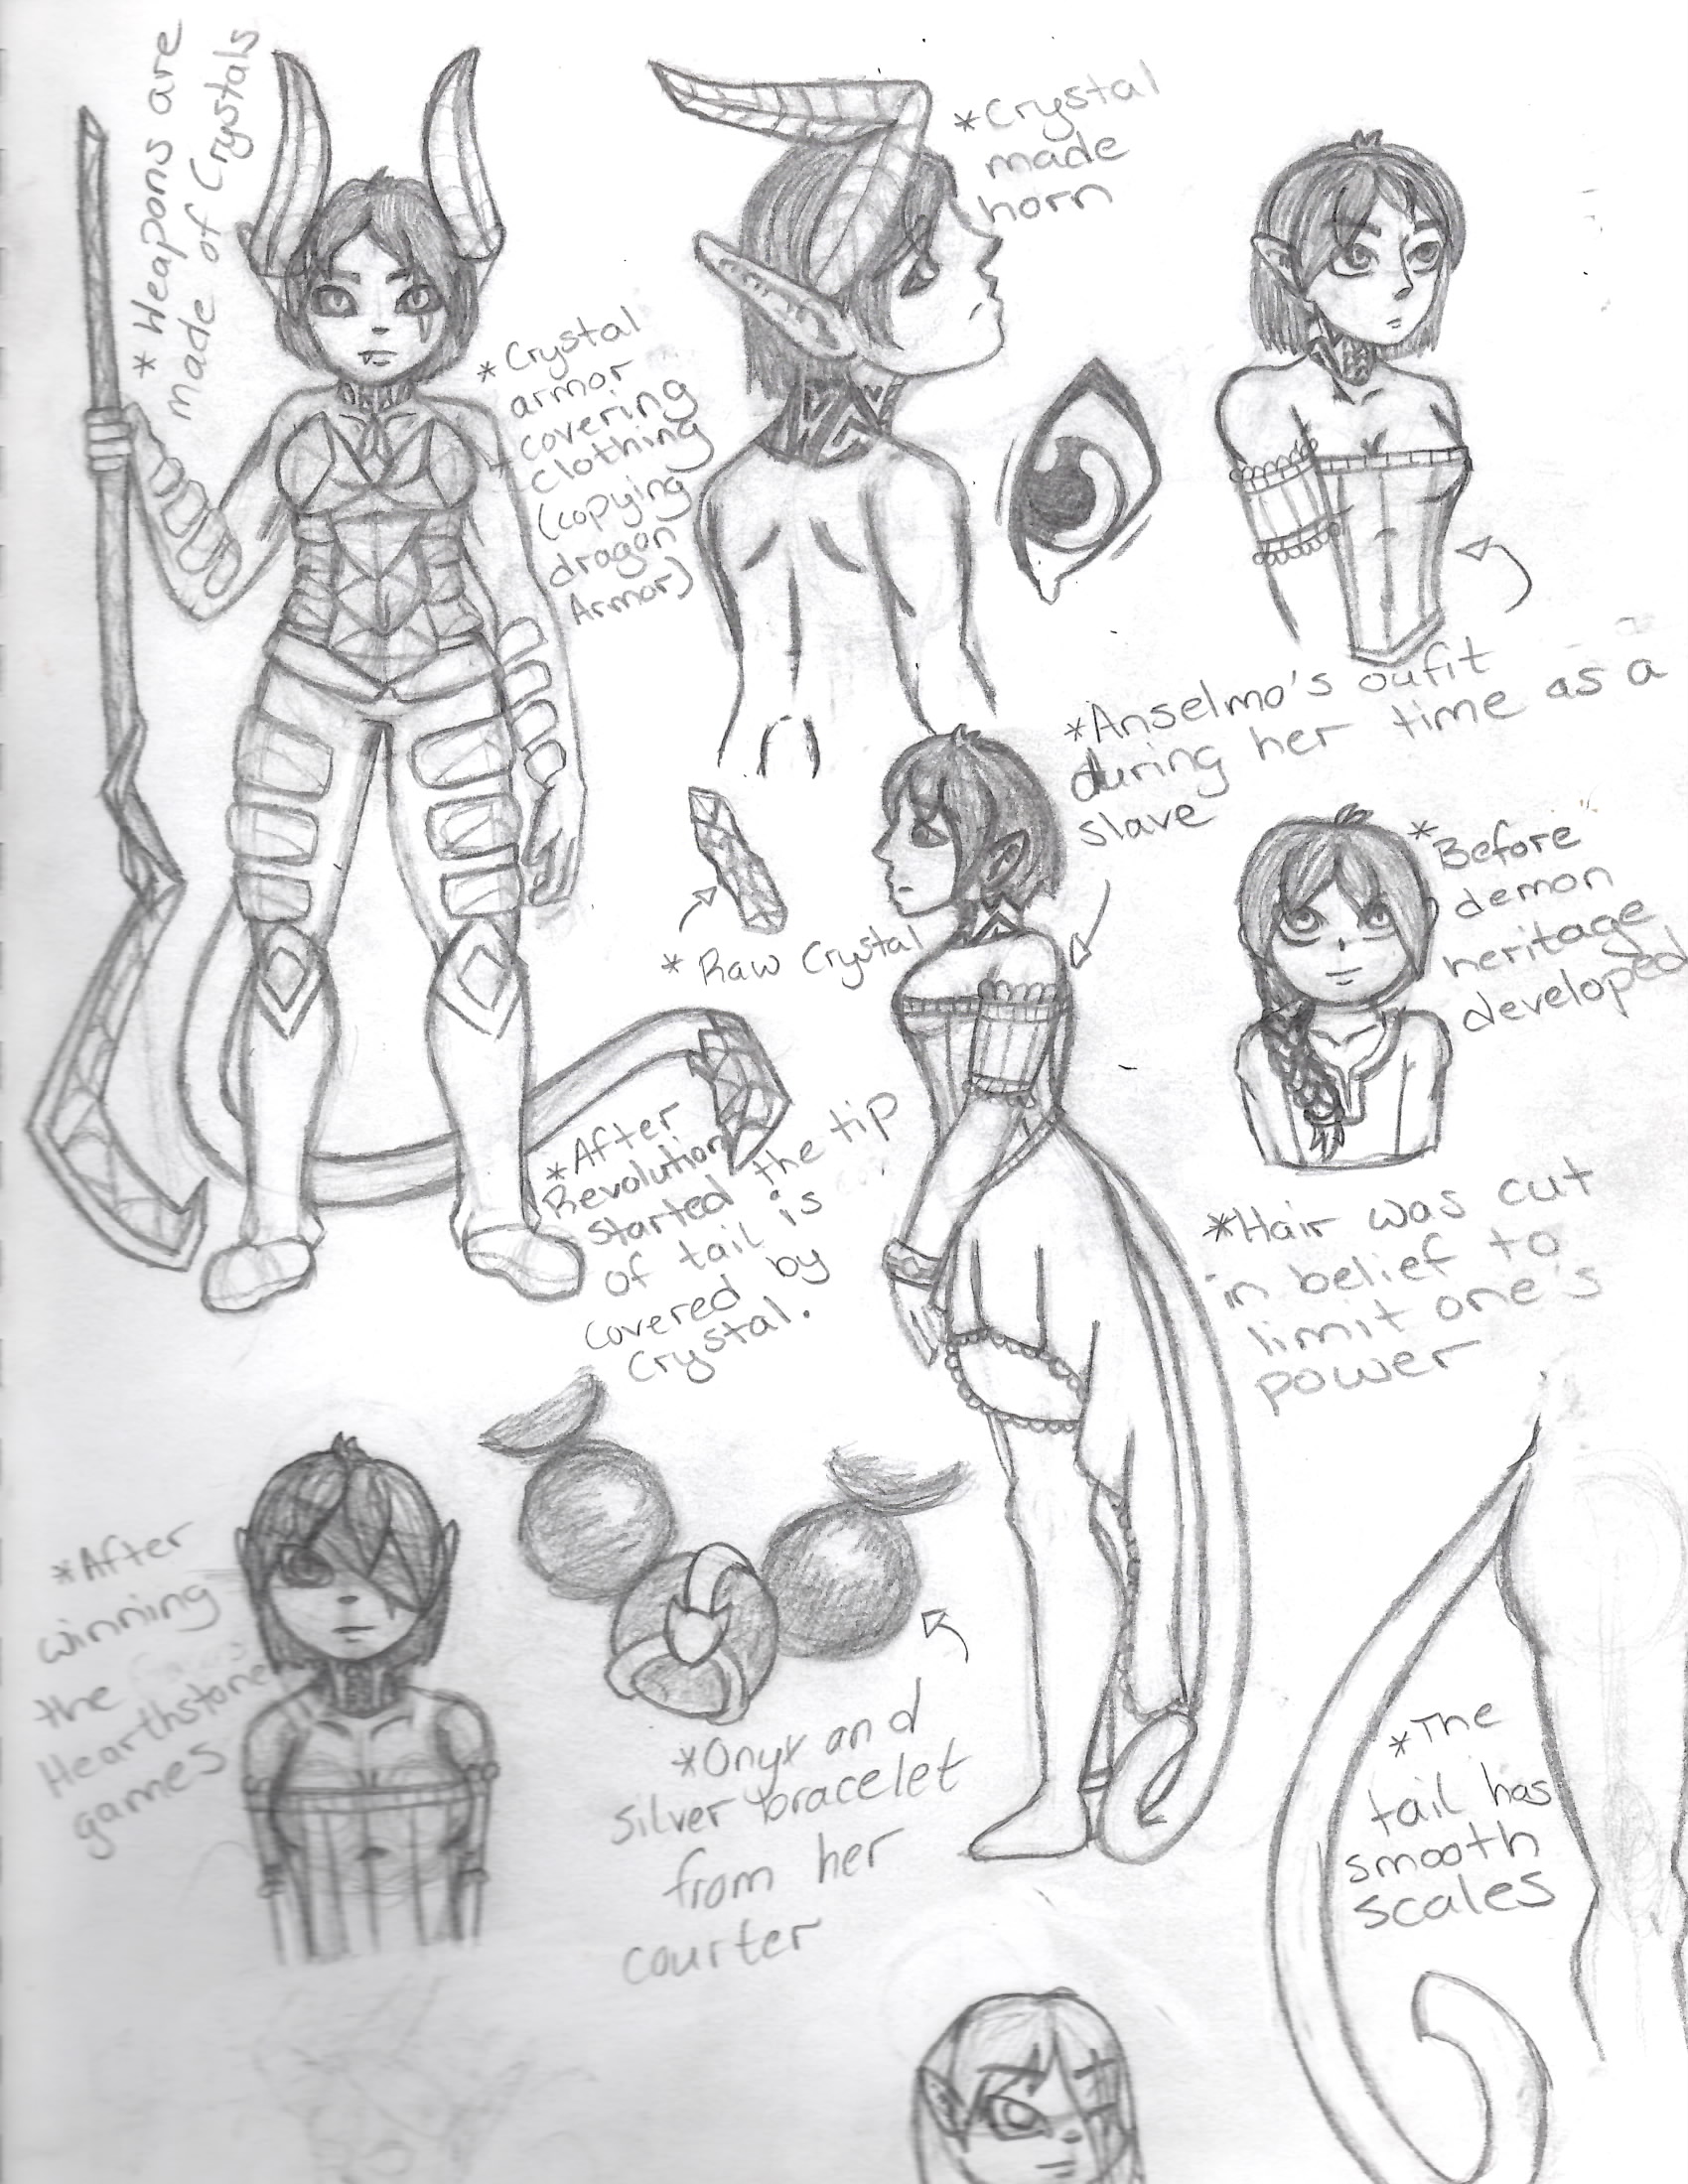 *Weapons are
made of Crystals
*Crystal
made
horn
*Crystal
armor
covering
clothing
(copying
dragon
Armor)
*Anselmo's oufit
during her time as a
slave
*Raw Crystal
*Before
demon
heritage
developed
*After
Revolution
started the tip
of tail is
covered by
Crystal.
*Hair was cut
in belief to
limit one's
power
*After
winning
the
Hearthstone
games
*Onyx and
silver bracelet
from her
courter
*The
tail has
smooth
scales